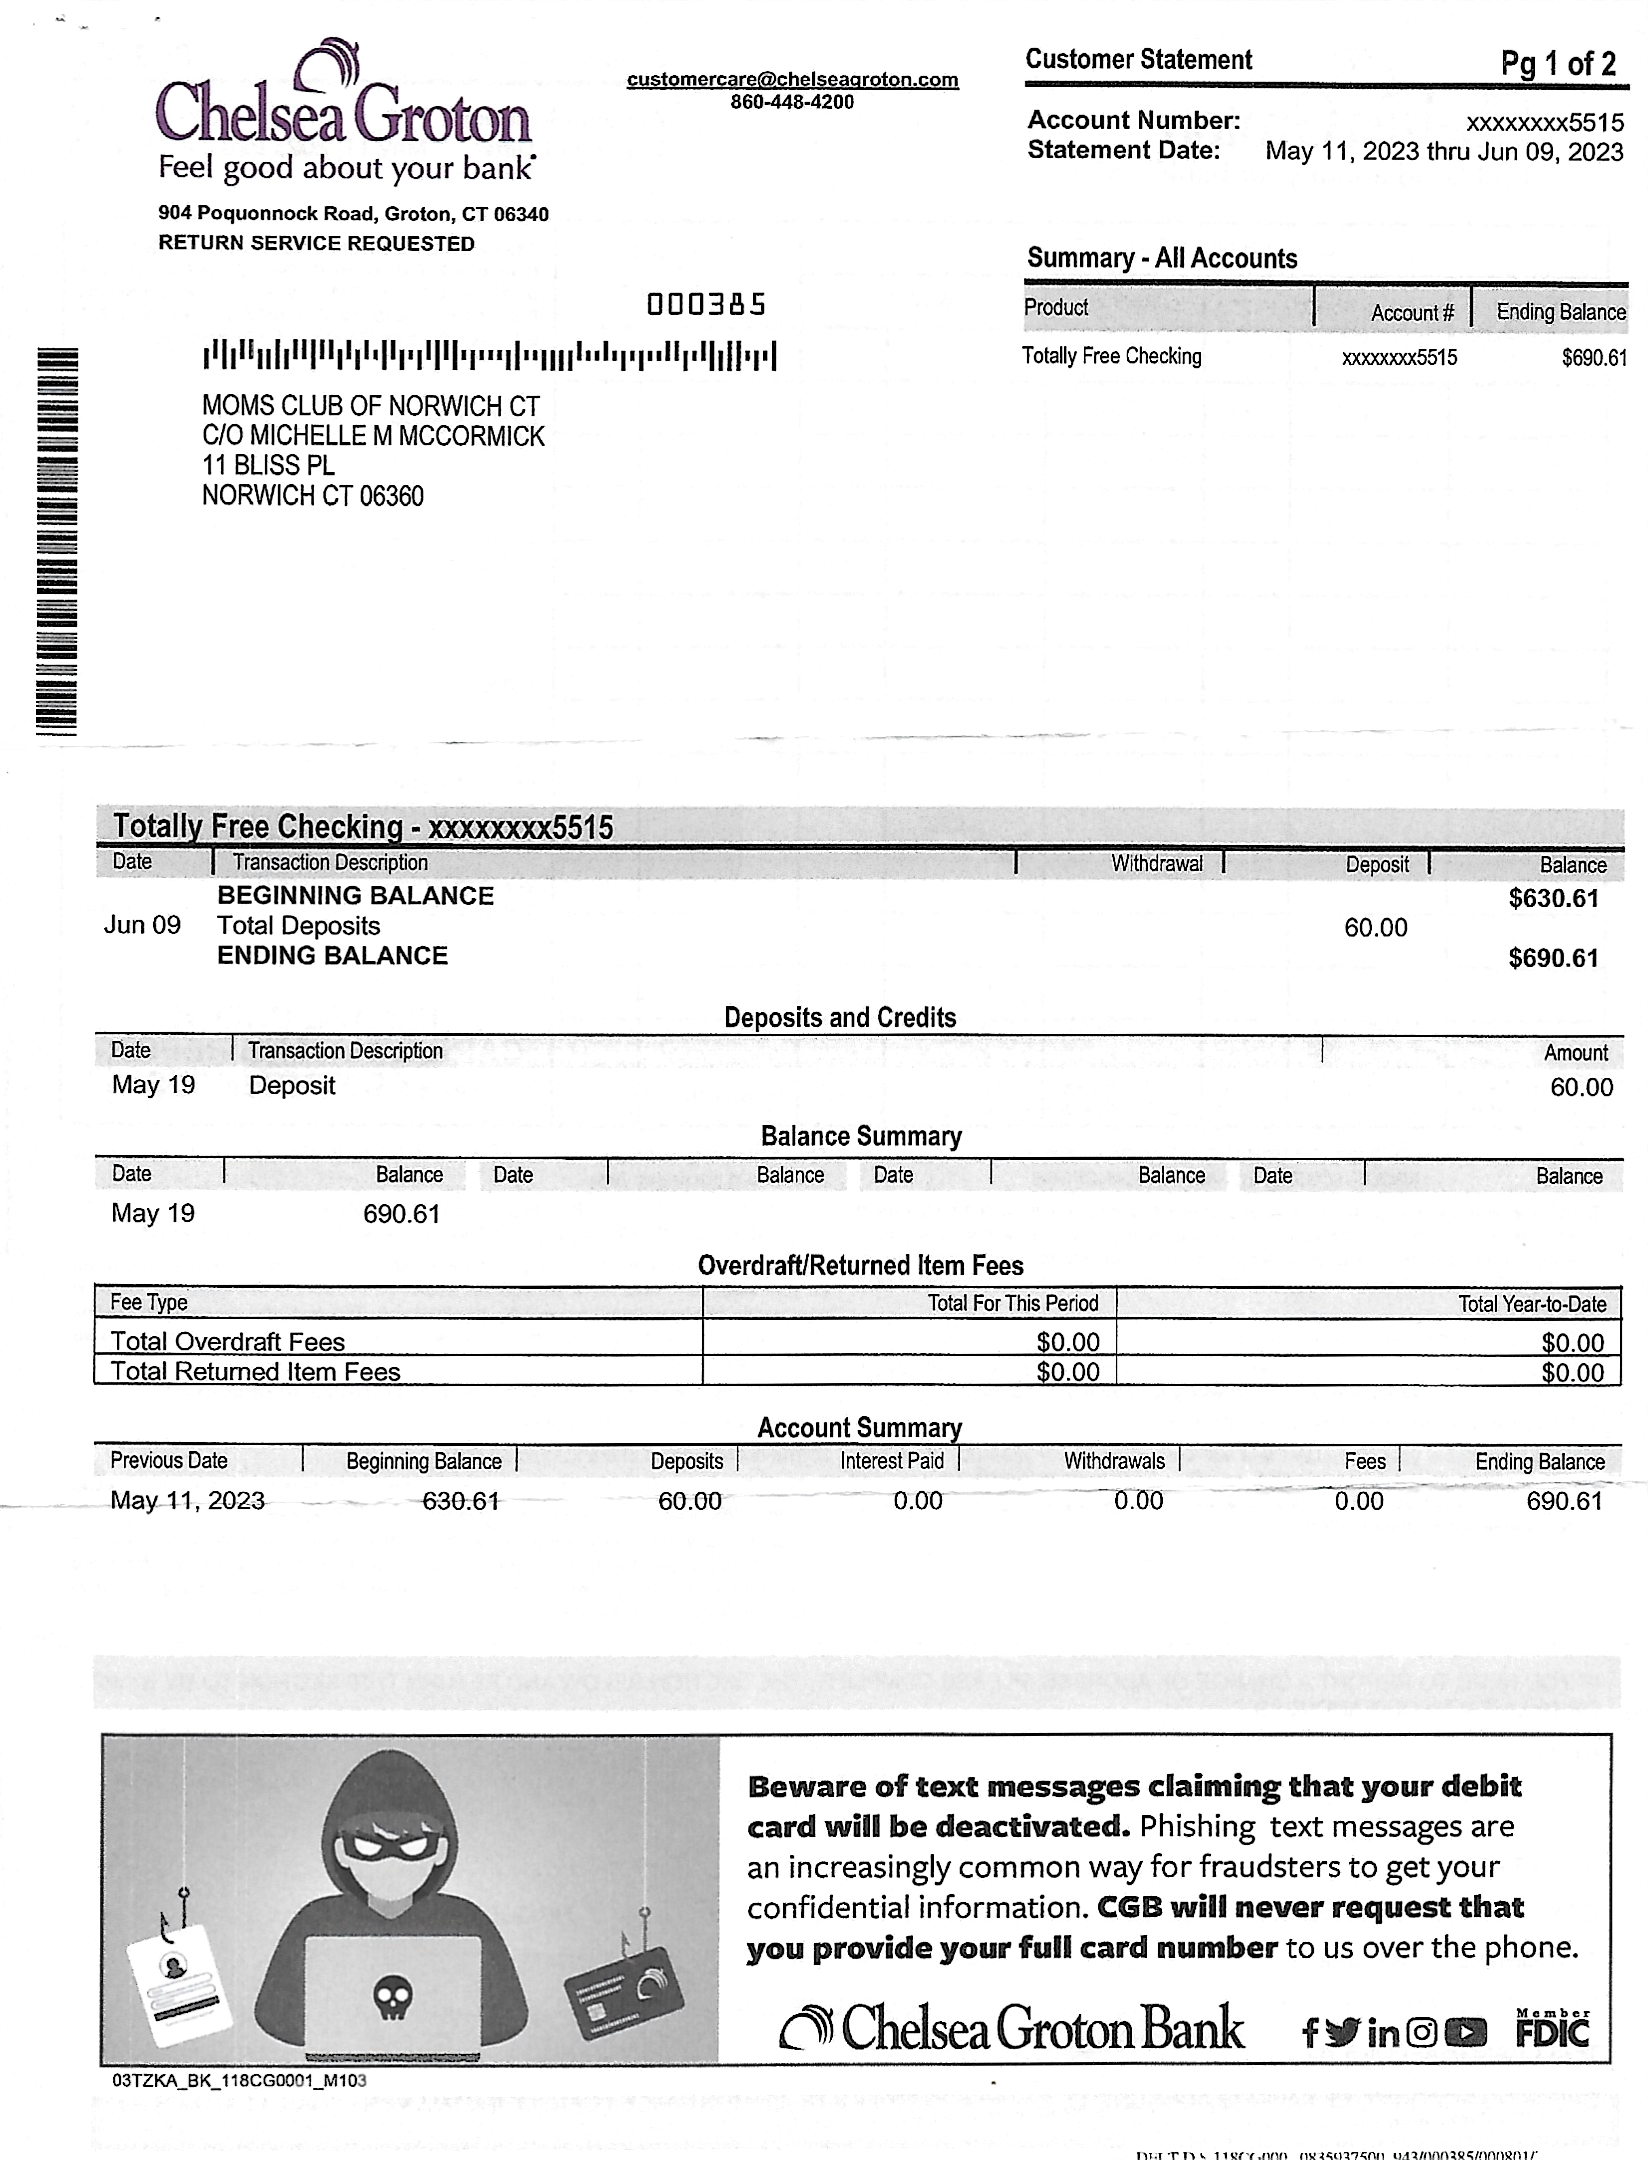 Chelsea Groton
Feel good about your bank
904 Poquonnock Road, Groton, CT 06340
RETURN SERVICE REQUESTED
customercare@chelseagroton.com
860-448-4200
Customer Statement Pg 1 of 2
Account Number: xxxxxxxx5515
Statement Date: May 11, 2023 thru Jun 09, 2023
Summary - All Accounts
Product Account # Ending Balance
Totally Free Checking xxxxxxxx5515 $690.61
000385
MOMS CLUB OF NORWICH CT
C/O MICHELLE M MCCORMICK
11 BLISS PL
NORWICH CT 06360
Totally Free Checking - xxxxxxxx5515
Date Transaction Description Withdrawal Deposit Balance
BEGINNING BALANCE $630.61
Jun 09 Total Deposits 60.00
ENDING BALANCE $690.61
Deposits and Credits
Date Transaction Description Amount
May 19 Deposit 60.00
Balance Summary
Date Balance Date Balance Date Balance Date Balance
May 19 690.61
Overdraft/Returned Item Fees
Fee Type Total For This Period Total Year-to-Date
Total Overdraft Fees $0.00 $0.00
Total Returned Item Fees $0.00 $0.00
Account Summary
Previous Date Beginning Balance Deposits Interest Paid Withdrawals Fees Ending Balance
May 11, 2023 630.61 60.00 0.00 0.00 0.00 690.61
Beware of text messages claiming that your debit
card will be deactivated. Phishing text messages are
an increasingly common way for fraudsters to get your
confidential information. CGB will never request that
you provide your full card number to us over the phone.
Chelsea Groton Bank
Member
FDIC
03TZKA_BK_118CG0001_M103